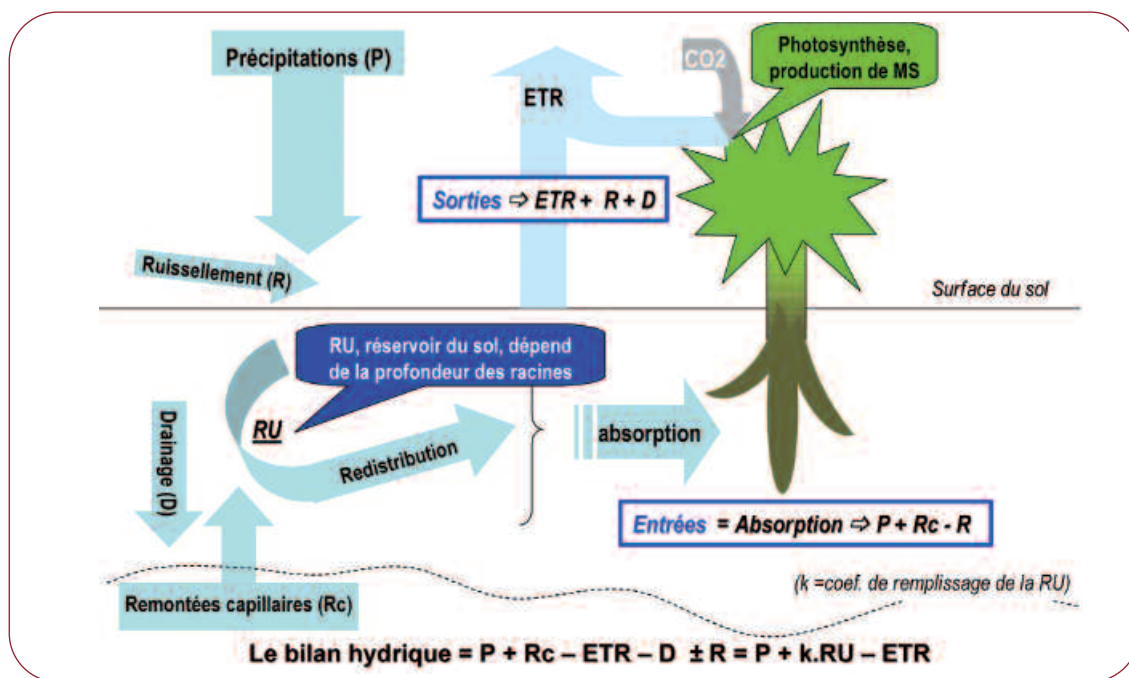 Précipitations (P)
ETR
CO2
Photosynthèse,
production de MS
Sorties ⇨ ETR + R + D
Ruissellement (R)
Surface du sol
RU, réservoir du sol, dépend
de la profondeur des racines
RU
Drainage (D)
Redistribution
absorption
Entrées = Absorption ⇨ P + Rc - R
(k =coef. de remplissage de la RU)
Remontées capillaires (Rc)
Le bilan hydrique = P + Rc – ETR – D ± R = P + k.RU – ETR